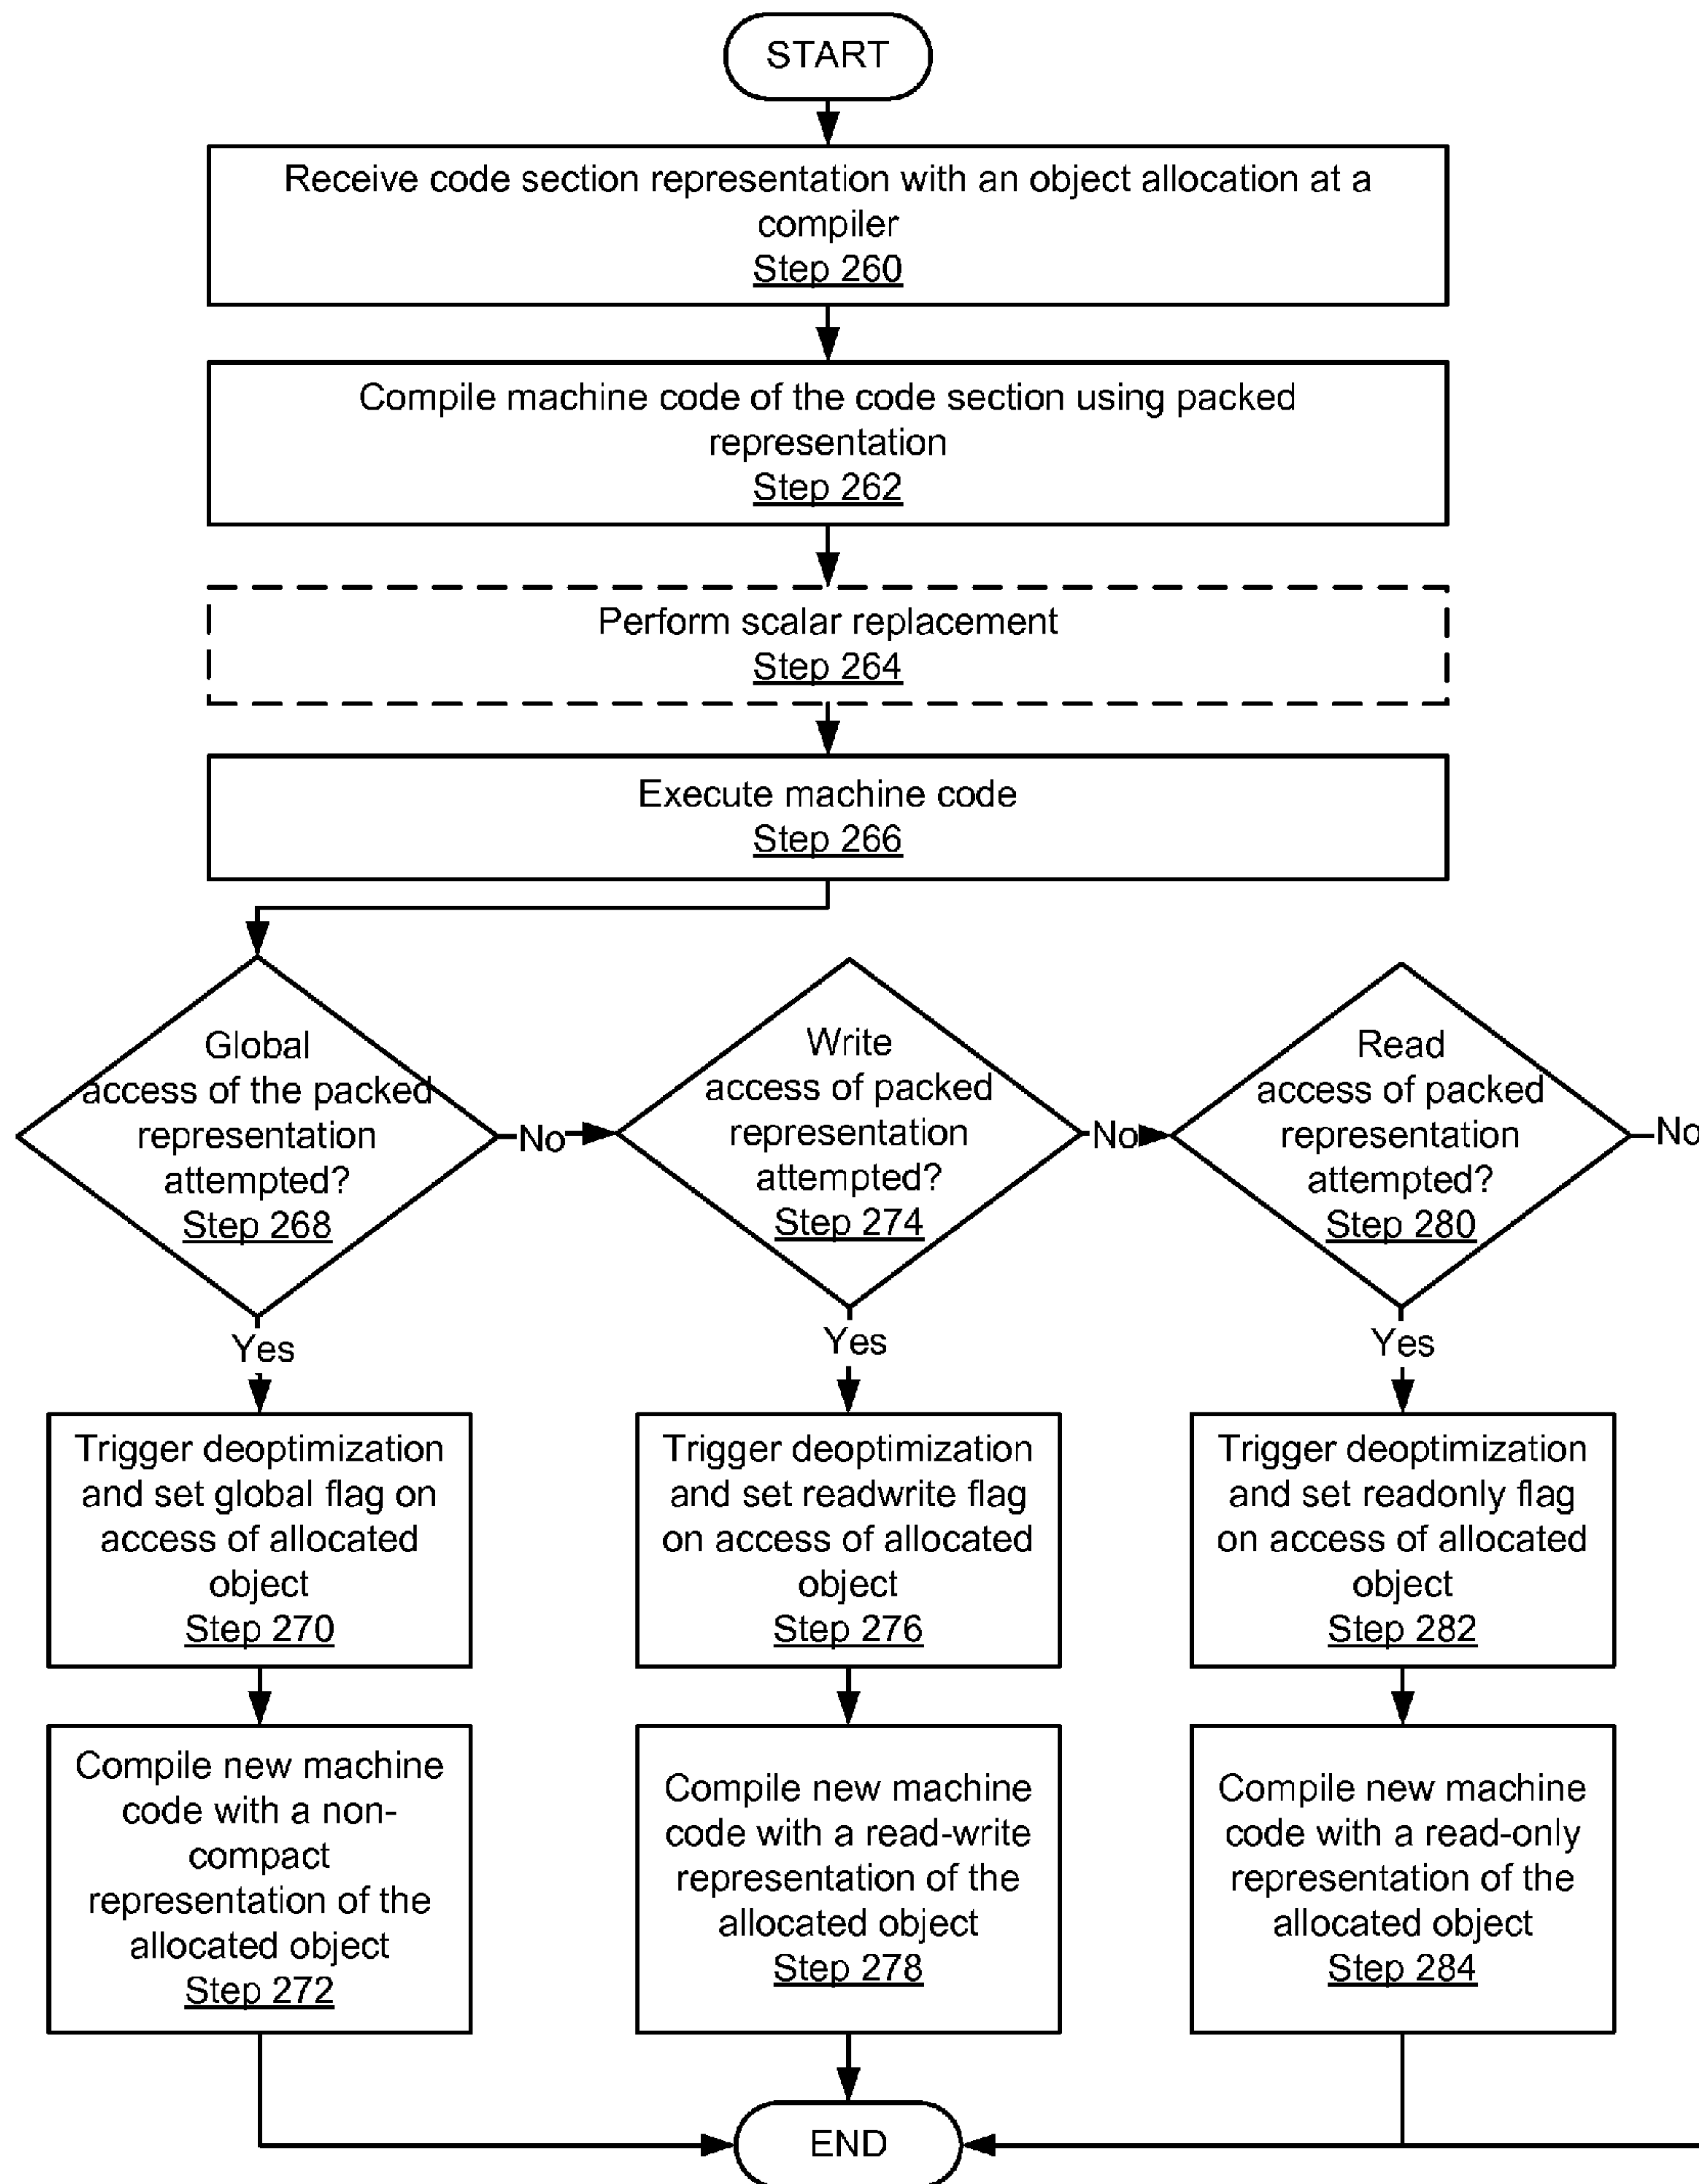 START
Receive code section representation with an object allocation at a
compiler
Step 260
Compile machine code of the code section using packed
representation
Step 262
Perform scalar replacement
Step 264
Execute machine code
Step 266
Global
access of the packed
representation
attempted?
Step 268
No
Write
access of packed
representation
attempted?
Step 274
No
Read
access of packed
representation
attempted?
Step 280
No
Yes
Yes
Yes
Trigger deoptimization
and set global flag on
access of allocated
object
Step 270
Trigger deoptimization
and set readwrite flag
on access of allocated
object
Step 276
Trigger deoptimization
and set readonly flag
on access of allocated
object
Step 282
Compile new machine
code with a non-
compact
representation of the
allocated object
Step 272
Compile new machine
code with a read-write
representation of the
allocated object
Step 278
Compile new machine
code with a read-only
representation of the
allocated object
Step 284
END